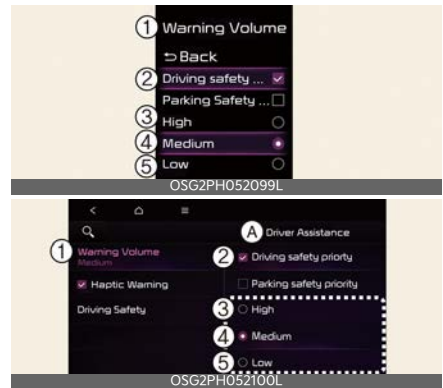 ① Warning Volume
⮌ Back
② Driving safety ...
Parking Safety ...
③ High
④ Medium
⑤ Low
OSG2PH052099L
A Driver Assistance
① Warning Volume
Medium
② Driving safety priorty
Haptic Warning
Parking safety priority
Driving Safety
③ High
④ Medium
⑤ Low
OSG2PH052100L